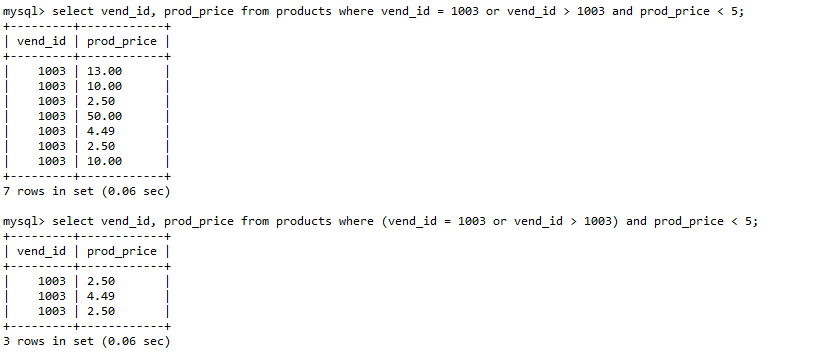 mysql> select vend_id, prod_price from products where vend_id = 1003 or vend_id > 1003 and prod_price < 5;
+---------+------------+
| vend_id | prod_price |
+---------+------------+
|    1003 | 13.00      |
|    1003 | 10.00      |
|    1003 | 2.50       |
|    1003 | 50.00      |
|    1003 | 4.49       |
|    1003 | 2.50       |
|    1003 | 10.00      |
+---------+------------+
7 rows in set (0.06 sec)
mysql> select vend_id, prod_price from products where (vend_id = 1003 or vend_id > 1003) and prod_price < 5;
+---------+------------+
| vend_id | prod_price |
+---------+------------+
|    1003 | 2.50       |
|    1003 | 4.49       |
|    1003 | 2.50       |
+---------+------------+
3 rows in set (0.06 sec)